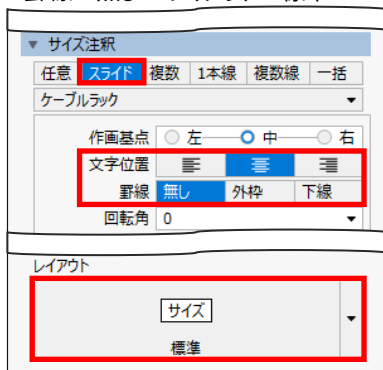 サイズ注釈
任意 スライド 複数 1本線 複数線 一括
ケーブルラック
作画基点 左 中 右
文字位置
罫線 無し 外枠 下線
回転角 0
レイアウト
サイズ
標準